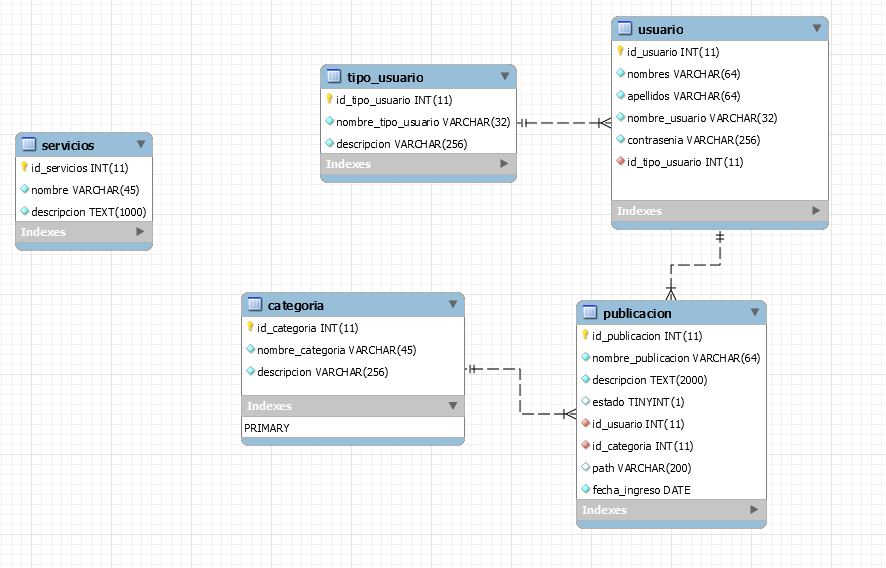 servicios
id_servicios INT(11)
nombre VARCHAR(45)
descripcion TEXT(1000)
Indexes
tipo_usuario
id_tipo_usuario INT(11)
nombre_tipo_usuario VARCHAR(32)
descripcion VARCHAR(256)
Indexes
usuario
id_usuario INT(11)
nombres VARCHAR(64)
apellidos VARCHAR(64)
nombre_usuario VARCHAR(32)
contrasenia VARCHAR(256)
id_tipo_usuario INT(11)
Indexes
categoria
id_categoria INT(11)
nombre_categoria VARCHAR(45)
descripcion VARCHAR(256)
Indexes
PRIMARY
publicacion
id_publicacion INT(11)
nombre_publicacion VARCHAR(64)
descripcion TEXT(2000)
estado TINYINT(1)
id_usuario INT(11)
id_categoria INT(11)
path VARCHAR(200)
fecha_ingreso DATE
Indexes